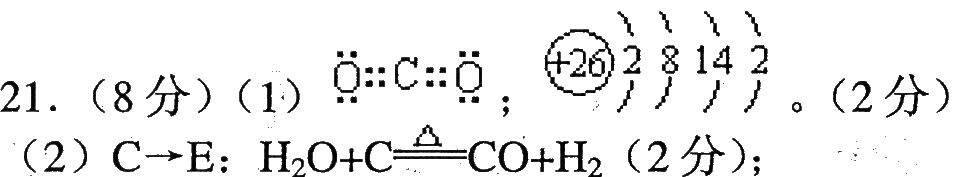 21.（8分）（1）Ö::C::Ö；+26 2 8 14 2。（2分）
（2）C→E：H₂O+C=△=CO+H₂（2分）；